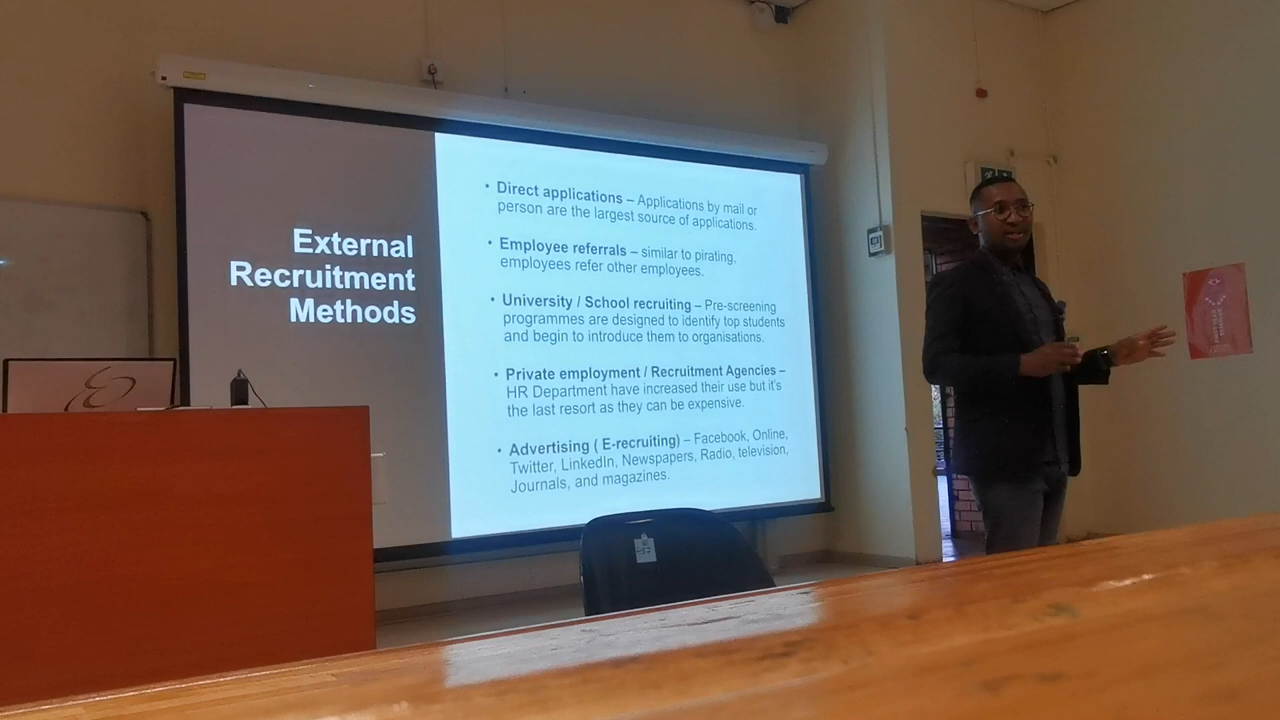 External
Recruitment
Methods
• Direct applications – Applications by mail or
person are the largest source of applications.
• Employee referrals – similar to pirating,
employees refer other employees.
• University / School recruiting – Pre-screening
programmes are designed to identify top students
and begin to introduce them to organisations.
• Private employment / Recruitment Agencies –
HR Department have increased their use but it's
the last resort as they can be expensive.
• Advertising ( E-recruiting) – Facebook, Online,
Twitter, LinkedIn, Newspapers, Radio, television,
Journals, and magazines.